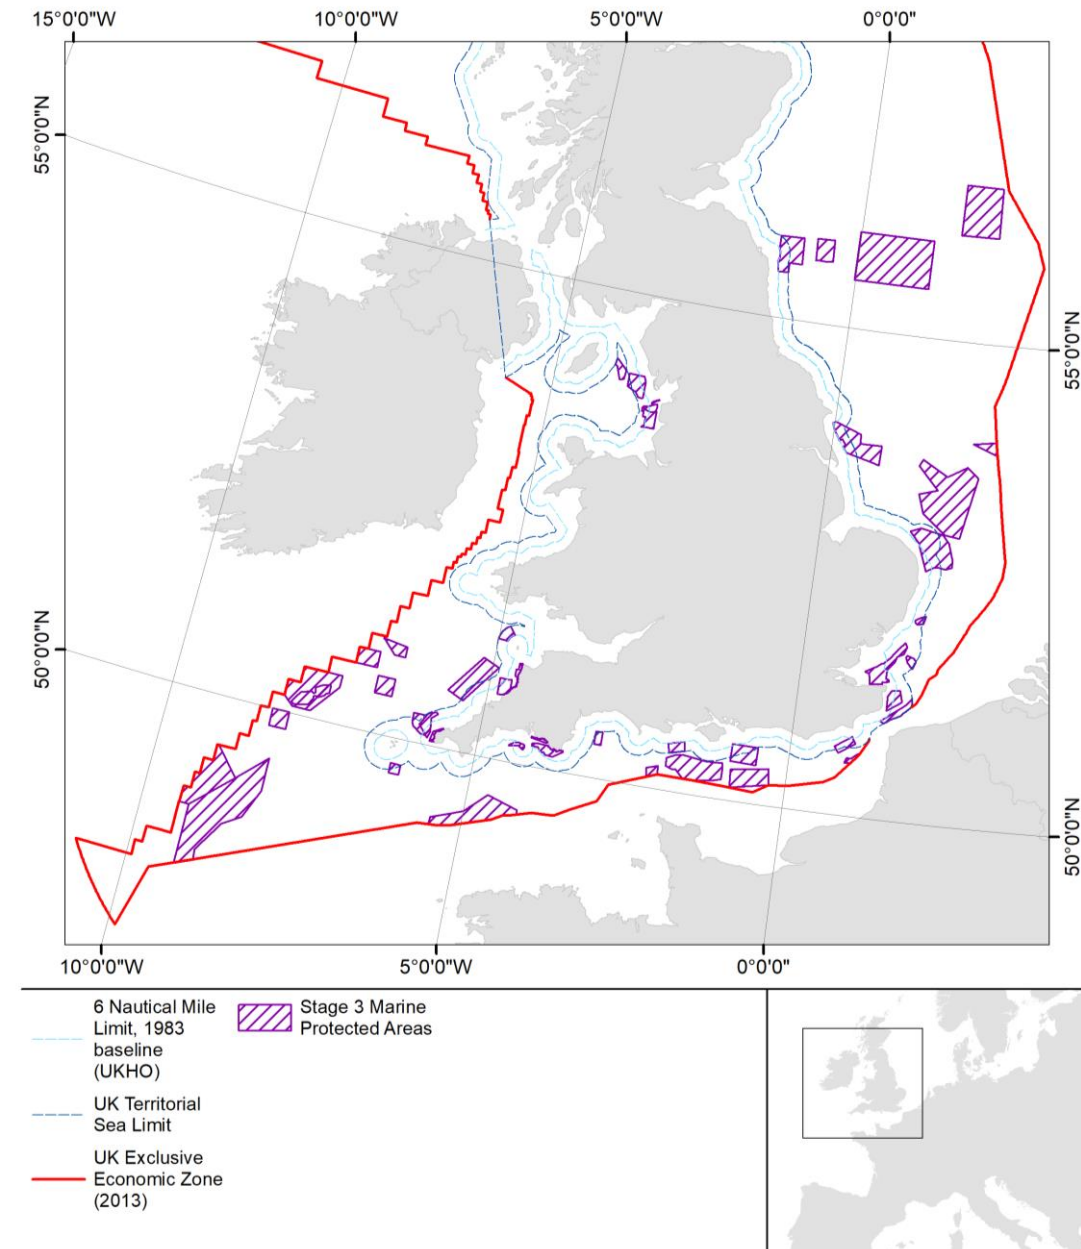 15°0'0"W
10°0'0"W
5°0'0"W
0°0'0"
55°0'0"N
55°0'0"N
50°0'0"N
50°0'0"N
10°0'0"W
5°0'0"W
0°0'0"
6 Nautical Mile
Limit, 1983
baseline
(UKHO)
Stage 3 Marine
Protected Areas
UK Territorial
Sea Limit
UK Exclusive
Economic Zone
(2013)